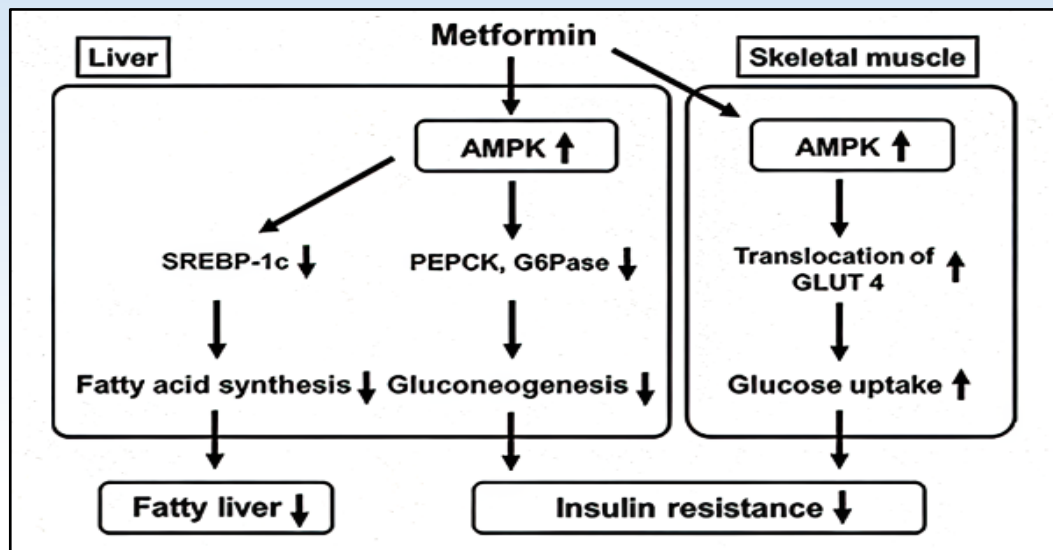 Metformin
Liver
Skeletal muscle
AMPK ↑
AMPK ↑
SREBP-1c ↓
PEPCK, G6Pase ↓
Translocation of
GLUT 4 ↑
Fatty acid synthesis ↓
Gluconeogenesis ↓
Glucose uptake ↑
Fatty liver ↓
Insulin resistance ↓